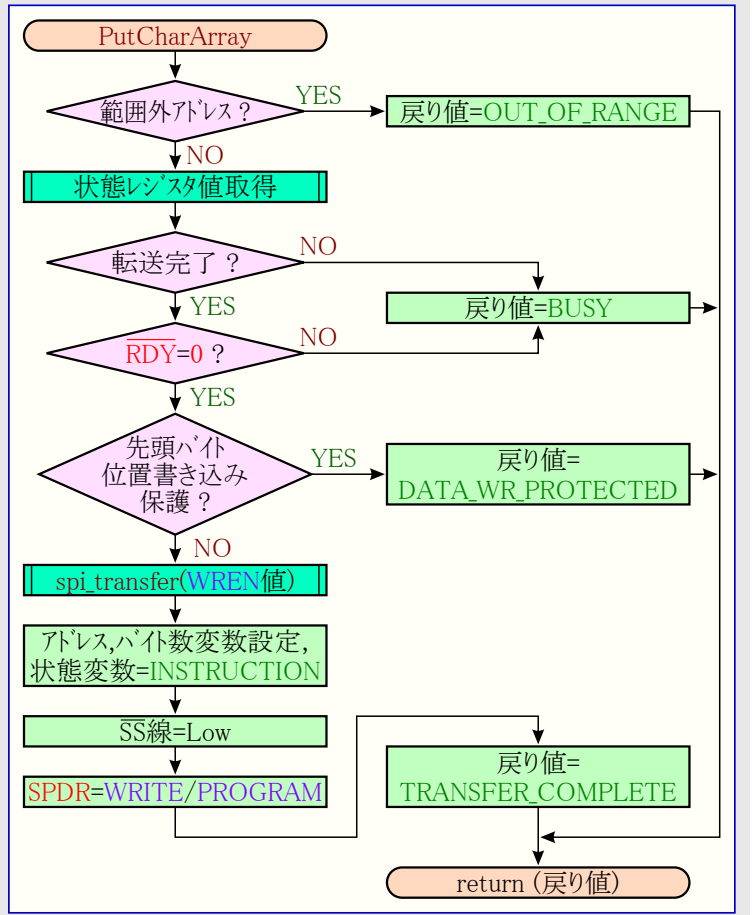 PutCharArray
範囲外アドレス？
YES
戻り値=OUT_OF_RANGE
NO
状態レジスタ値取得
転送完了？
NO
戻り値=BUSY
YES
RDY=0？
NO
YES
先頭バイト
位置書き込み
保護？
YES
戻り値=
DATA_WR_PROTECTED
NO
spi_transfer(WREN値)
アドレス,バイト数変数設定,
状態変数=INSTRUCTION
SS線=Low
戻り値=
TRANSFER_COMPLETE
SPDR=WRITE/PROGRAM
return (戻り値)